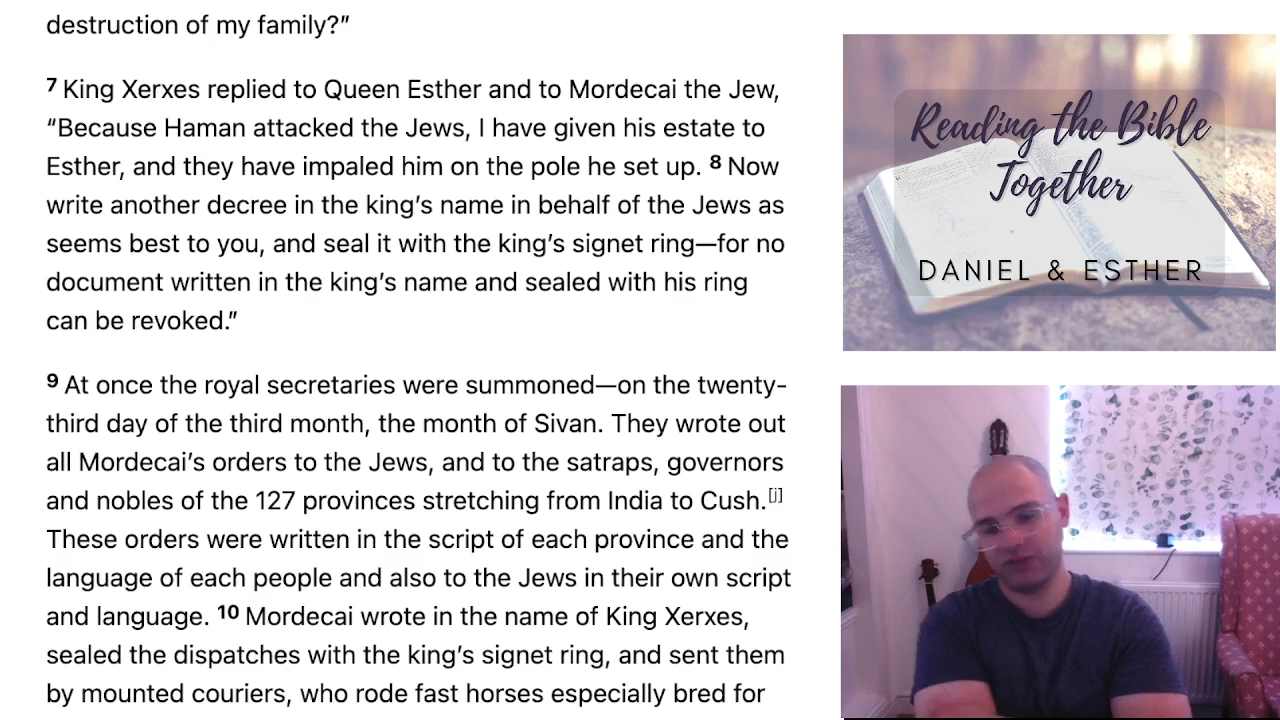 destruction of my family?”
7 King Xerxes replied to Queen Esther and to Mordecai the Jew,
“Because Haman attacked the Jews, I have given his estate to
Esther, and they have impaled him on the pole he set up. 8 Now
write another decree in the king’s name in behalf of the Jews as
seems best to you, and seal it with the king’s signet ring—for no
document written in the king’s name and sealed with his ring
can be revoked.”
9 At once the royal secretaries were summoned—on the twenty-
third day of the third month, the month of Sivan. They wrote out
all Mordecai’s orders to the Jews, and to the satraps, governors
and nobles of the 127 provinces stretching from India to Cush.[j]
These orders were written in the script of each province and the
language of each people and also to the Jews in their own script
and language. 10 Mordecai wrote in the name of King Xerxes,
sealed the dispatches with the king’s signet ring, and sent them
by mounted couriers, who rode fast horses especially bred for
Reading the Bible
Together
DANIEL & ESTHER